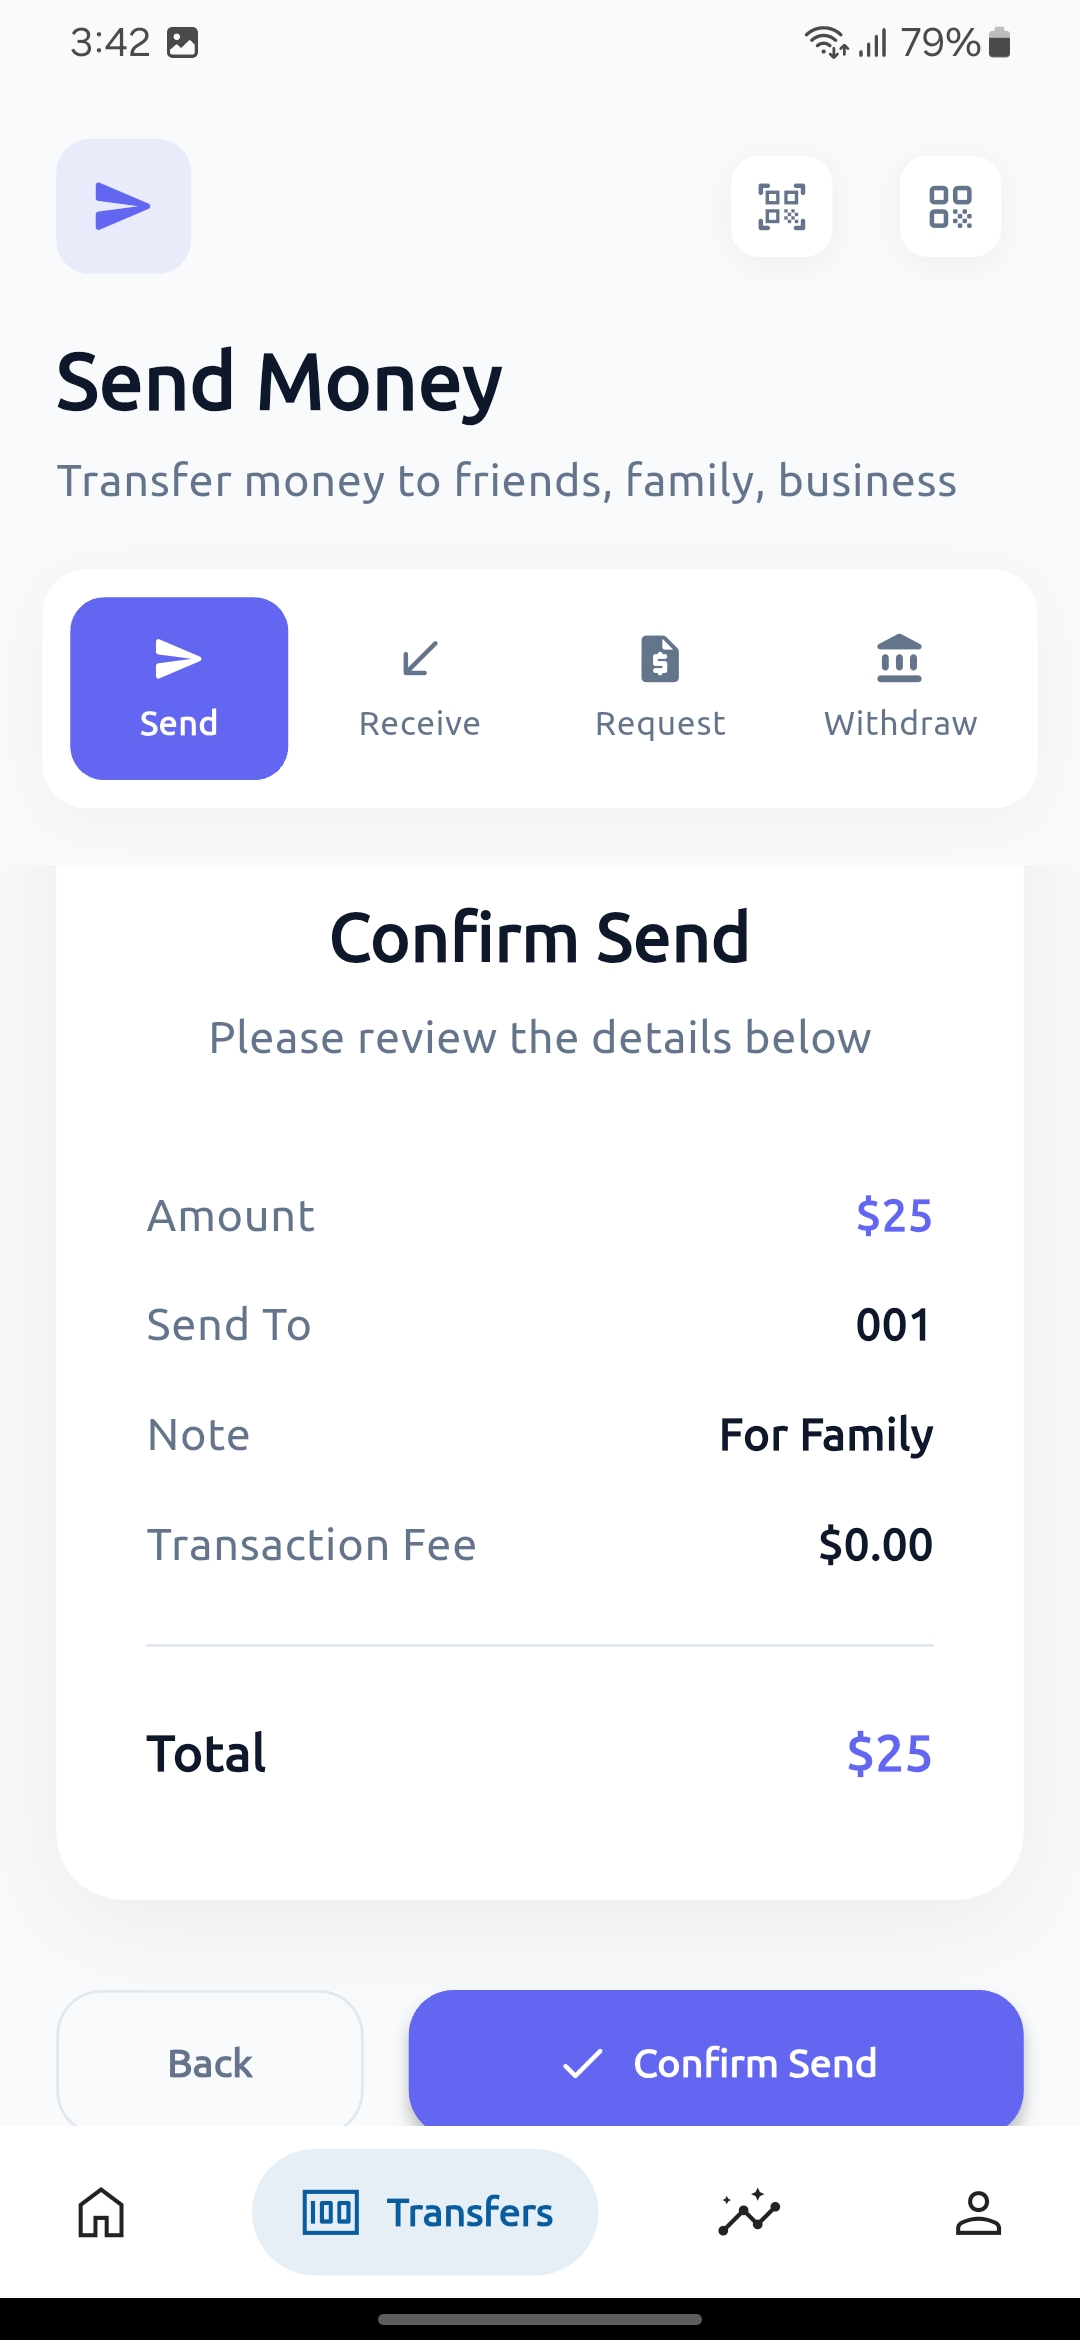 3:42 79%
Send Money
Transfer money to friends, family, business
Send Receive Request Withdraw
Confirm Send
Please review the details below
Amount $25
Send To 001
Note For Family
Transaction Fee $0.00
Total $25
Back Confirm Send
Transfers